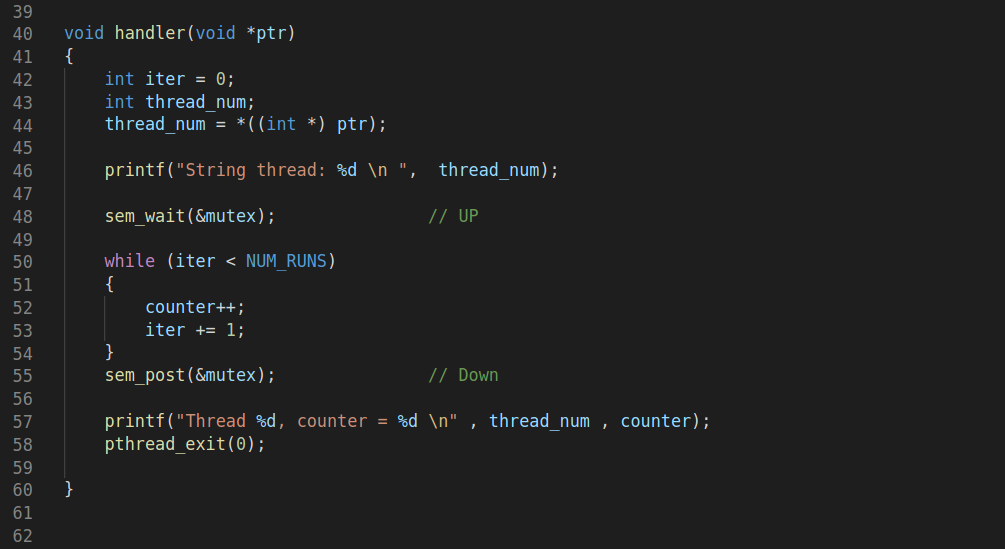 39
40 void handler(void *ptr)
41 {
42     int iter = 0;
43     int thread_num;
44     thread_num = *((int *) ptr);
45
46     printf("String thread: %d \n ",  thread_num);
47
48     sem_wait(&mutex);               // UP
49
50     while (iter < NUM_RUNS)
51     {
52         counter++;
53         iter += 1;
54     }
55     sem_post(&mutex);               // Down
56
57     printf("Thread %d, counter = %d \n" , thread_num , counter);
58     pthread_exit(0);
59
60 }
61
62